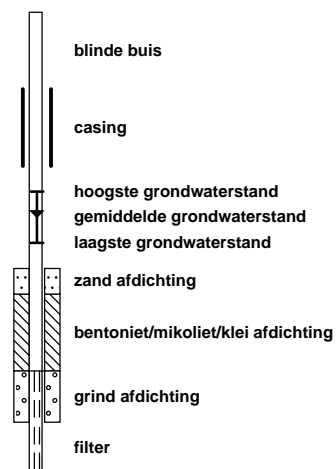 blinde buis
casing
hoogste grondwaterstand
gemiddelde grondwaterstand
laagste grondwaterstand
zand afdichting
bentoniet/mikoliet/klei afdichting
grind afdichting
filter